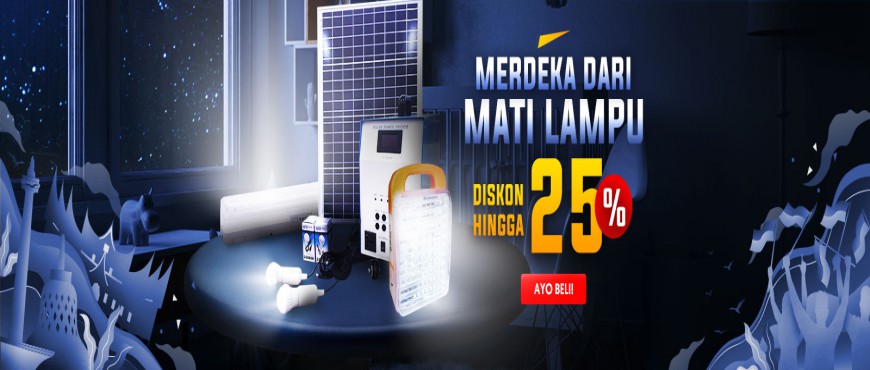 MERDEKA DARI
MATI LAMPU
DISKON
HINGGA
25%
AYO BELI!